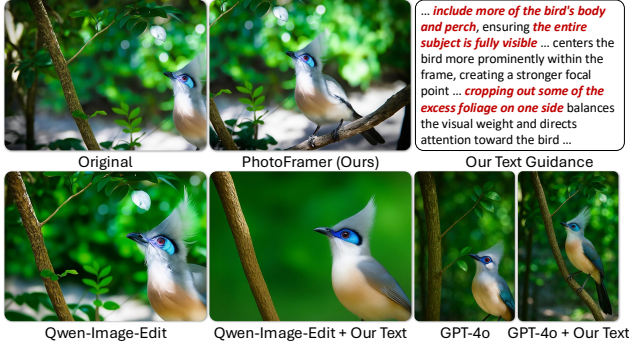 ... include more of the bird's body
and perch, ensuring the entire
subject is fully visible ... centers the
bird more prominently within the
frame, creating a stronger focal
point ... cropping out some of the
excess foliage on one side balances
the visual weight and directs
attention toward the bird ...
Original
PhotoFramer (Ours)
Our Text Guidance
Qwen-Image-Edit
Qwen-Image-Edit + Our Text
GPT-4o
GPT-4o + Our Text